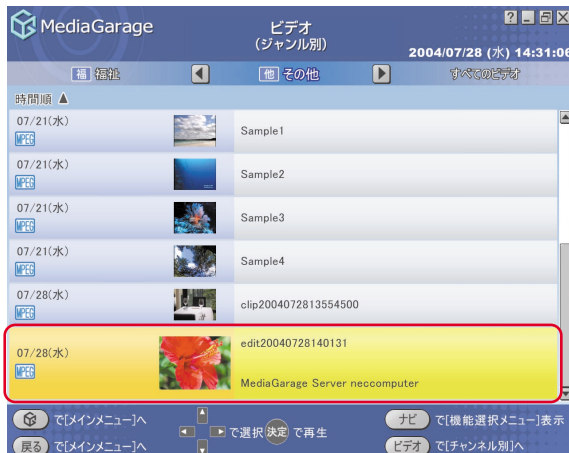 MediaGarage
ビデオ
(ジャンル別)
2004/07/28 (水) 14:31:06
福 福祉
他 その他
すべてのビデオ
時間順 ▲
07/21(水)
MPEG
Sample1
07/21(水)
MPEG
Sample2
07/21(水)
MPEG
Sample3
07/21(水)
MPEG
Sample4
07/28(水)
MPEG
clip2004072813554500
07/28(水)
MPEG
edit20040728140131
MediaGarage Server neccomputer
で[メインメニュー]へ
戻る で[メインメニュー]へ
で選択 決定 で再生
ナビ で[機能選択メニュー]表示
ビデオ で[チャンネル別]へ